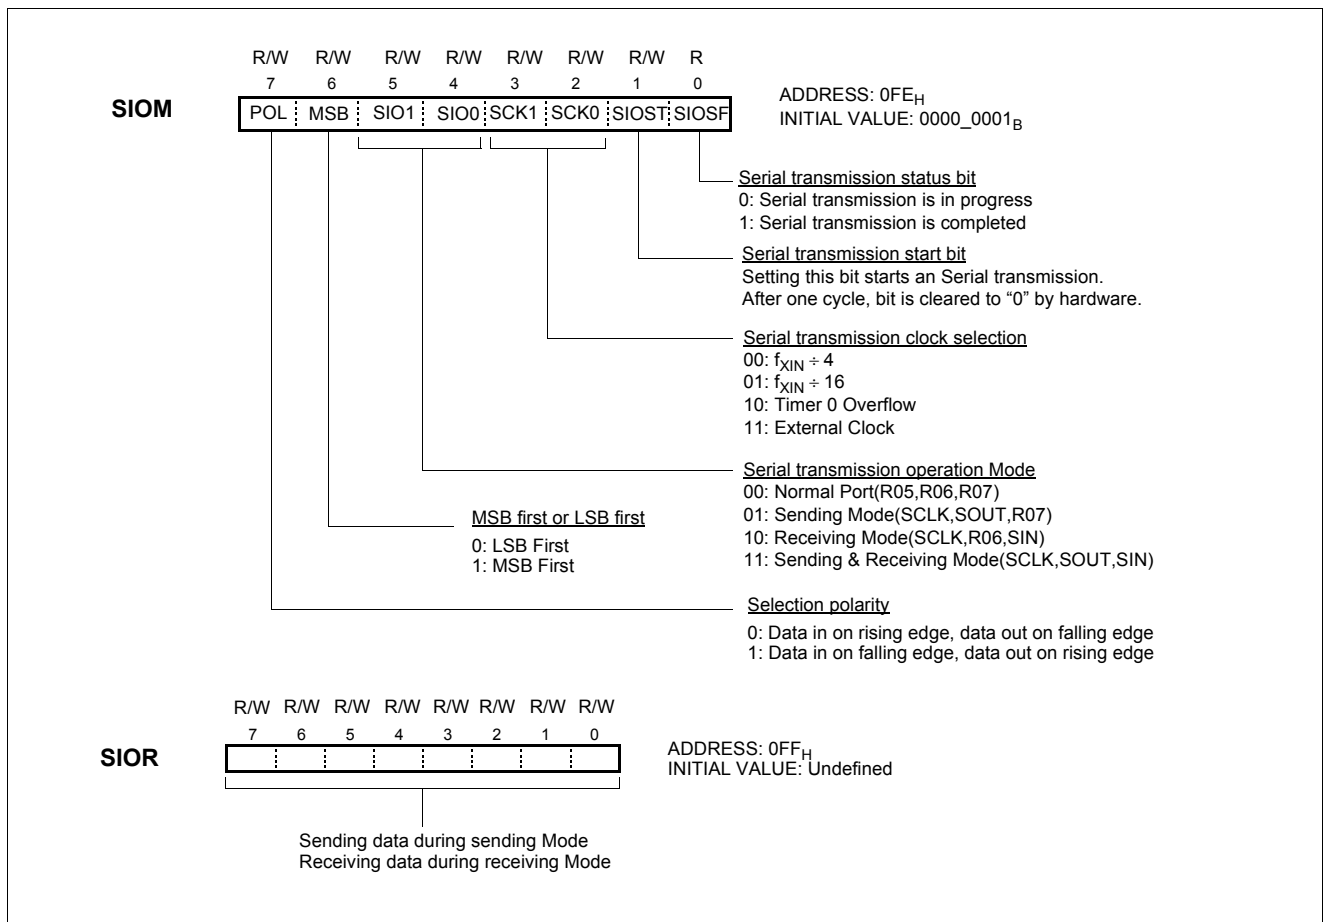 R/W R/W R/W R/W R/W R/W R/W R
7 6 5 4 3 2 1 0
SIOM
POL MSB SIO1 SIO0 SCK1 SCK0 SIOST SIOSF
ADDRESS: 0FEH
INITIAL VALUE: 0000_0001B
Serial transmission status bit
0: Serial transmission is in progress
1: Serial transmission is completed
Serial transmission start bit
Setting this bit starts an Serial transmission.
After one cycle, bit is cleared to “0” by hardware.
Serial transmission clock selection
00: fXIN ÷ 4
01: fXIN ÷ 16
10: Timer 0 Overflow
11: External Clock
Serial transmission operation Mode
00: Normal Port(R05,R06,R07)
01: Sending Mode(SCLK,SOUT,R07)
10: Receiving Mode(SCLK,R06,SIN)
11: Sending & Receiving Mode(SCLK,SOUT,SIN)
MSB first or LSB first
0: LSB First
1: MSB First
Selection polarity
0: Data in on rising edge, data out on falling edge
1: Data in on falling edge, data out on rising edge
R/W R/W R/W R/W R/W R/W R/W R/W
7 6 5 4 3 2 1 0
SIOR
ADDRESS: 0FFH
INITIAL VALUE: Undefined
Sending data during sending Mode
Receiving data during receiving Mode